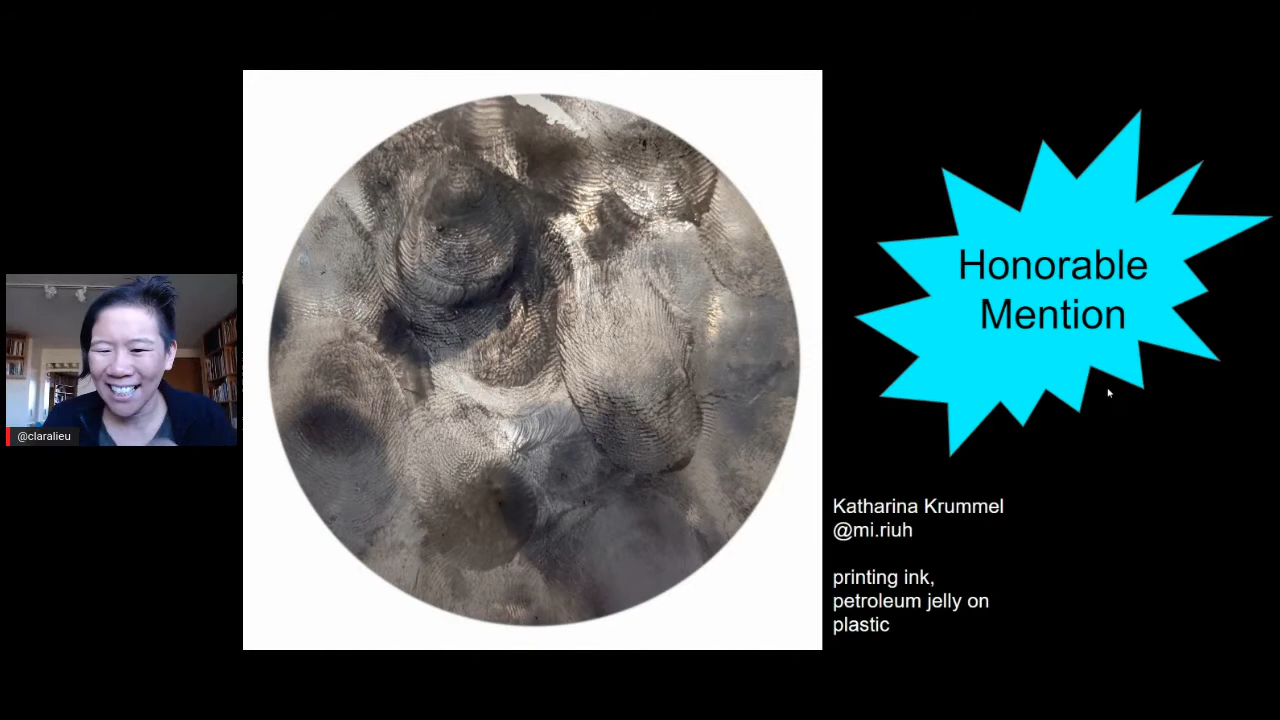 @claralieu
Honorable
Mention
Katharina Krummel
@mi.riuh
printing ink,
petroleum jelly on
plastic